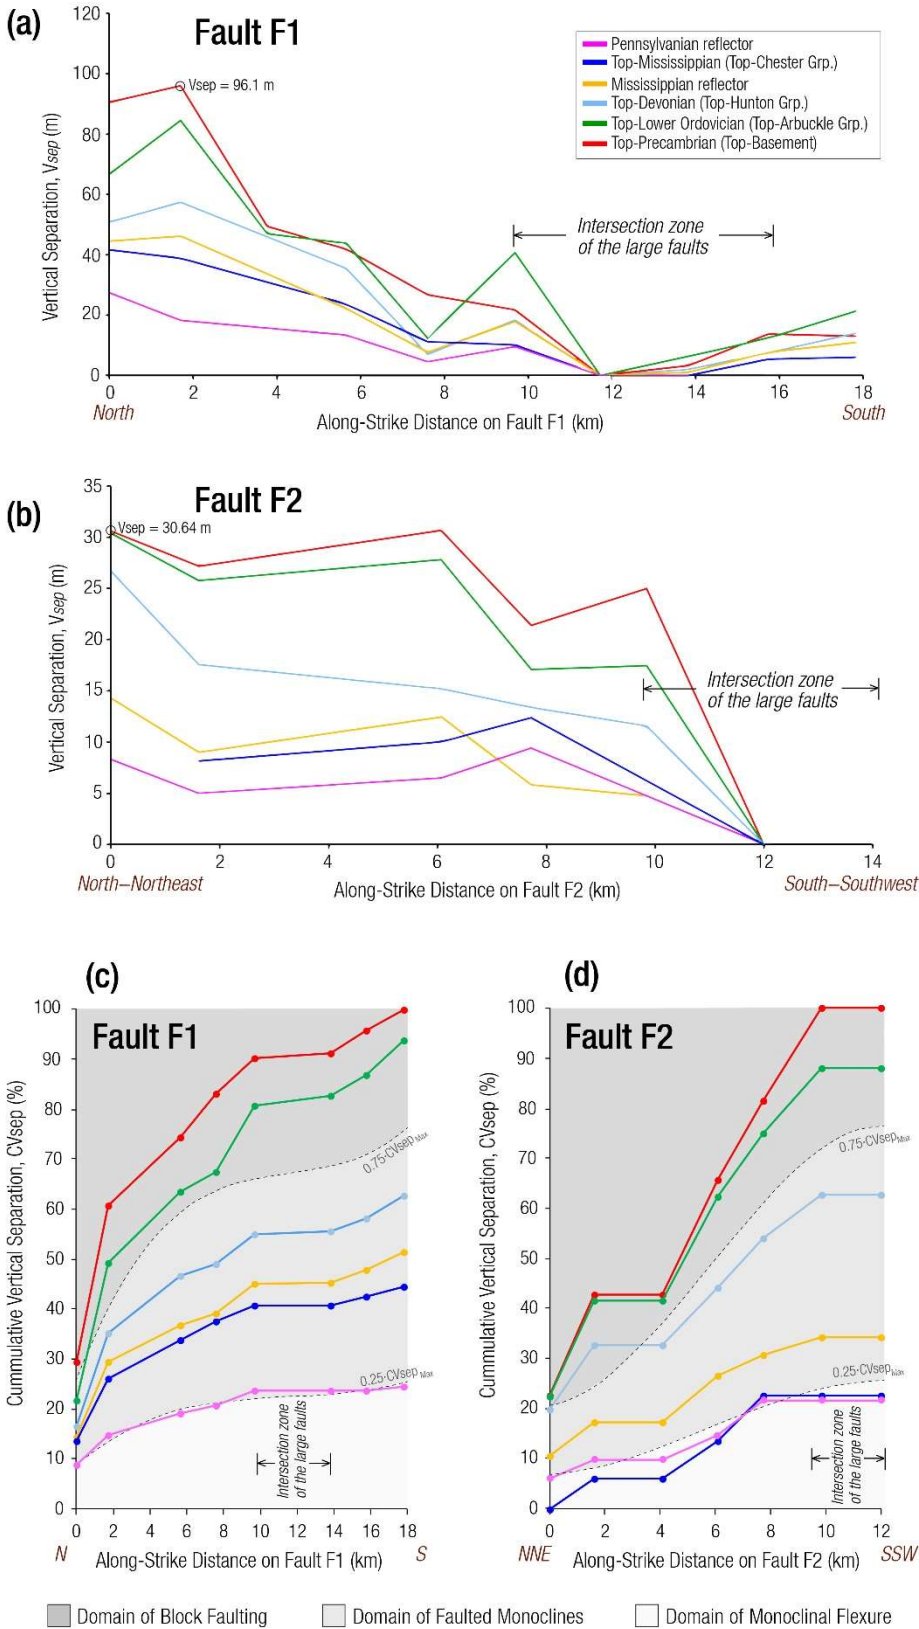 (a)
Fault F1
120
100
80
60
40
20
0
Vertical Separation, Vsep (m)
Vsep = 96.1 m
Pennsylvanian reflector
Top-Mississippian (Top-Chester Grp.)
Mississippian reflector
Top-Devonian (Top-Hunton Grp.)
Top-Lower Ordovician (Top-Arbuckle Grp.)
Top-Precambrian (Top-Basement)
Intersection zone
of the large faults
0 2 4 6 8 10 12 14 16 18
North
Along-Strike Distance on Fault F1 (km)
South
(b)
Fault F2
35
30
25
20
15
10
5
0
Vertical Separation, Vsep (m)
Vsep = 30.64 m
Intersection zone
of the large faults
0 2 4 6 8 10 12 14
North–Northeast
Along-Strike Distance on Fault F2 (km)
South–Southwest
(c)
Fault F1
100
90
80
70
60
50
40
30
20
10
0
Cummulative Vertical Separation, CVsep (%)
0.75·CVsepMax
0.25·CVsepMax
Intersection zone
of the large faults
0 2 4 6 8 10 12 14 16 18
N
Along-Strike Distance on Fault F1 (km)
S
(d)
Fault F2
100
90
80
70
60
50
40
30
20
10
0
Cummulative Vertical Separation, CVsep (%)
0.75·CVsepMax
0.25·CVsepMax
Intersection zone
of the large faults
0 2 4 6 8 10 12
NNE
Along-Strike Distance on Fault F2 (km)
SSW
Domain of Block Faulting
Domain of Faulted Monoclines
Domain of Monoclinal Flexure